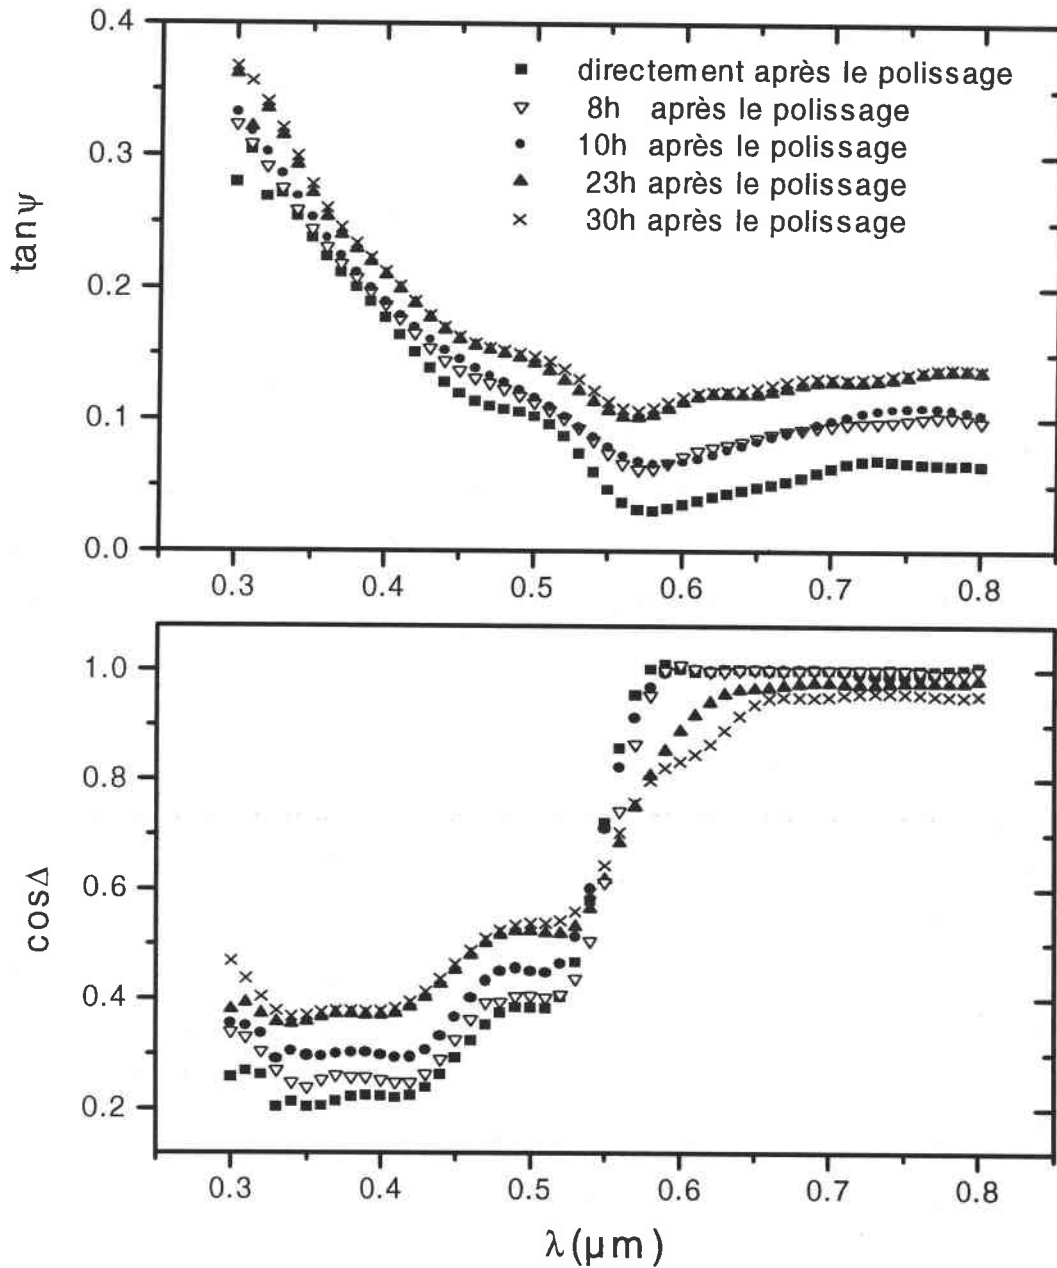 0.4
0.3
0.2
0.1
0.0
tan ψ
directement après le polissage
8h après le polissage
10h après le polissage
23h après le polissage
30h après le polissage
0.3 0.4 0.5 0.6 0.7 0.8
1.0
0.8
0.6
0.4
0.2
cosΔ
0.3 0.4 0.5 0.6 0.7 0.8
λ(μm)